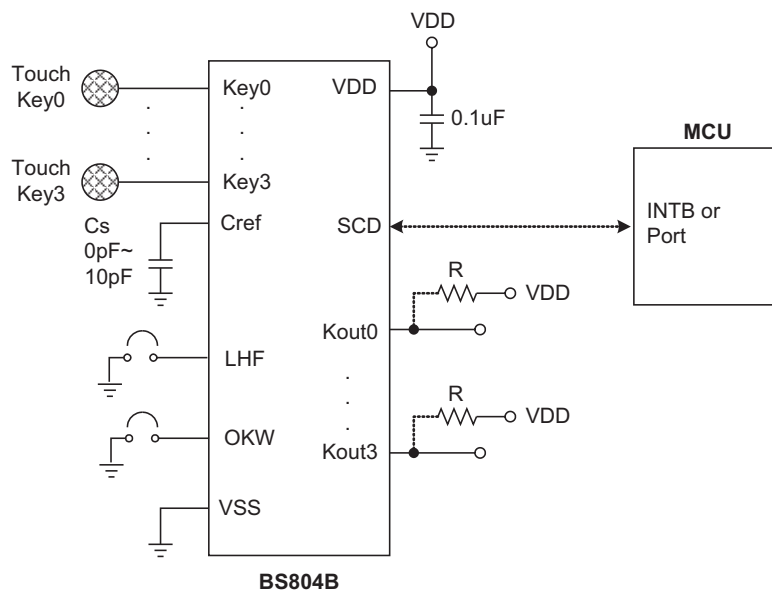 VDD
Touch
Key0
Key0
VDD
0.1uF
MCU
Touch
Key3
Key3
Cs
0pF~
10pF
Cref
SCD
INTB or
Port
R
VDD
Kout0
LHF
R
VDD
OKW
Kout3
VSS
BS804B